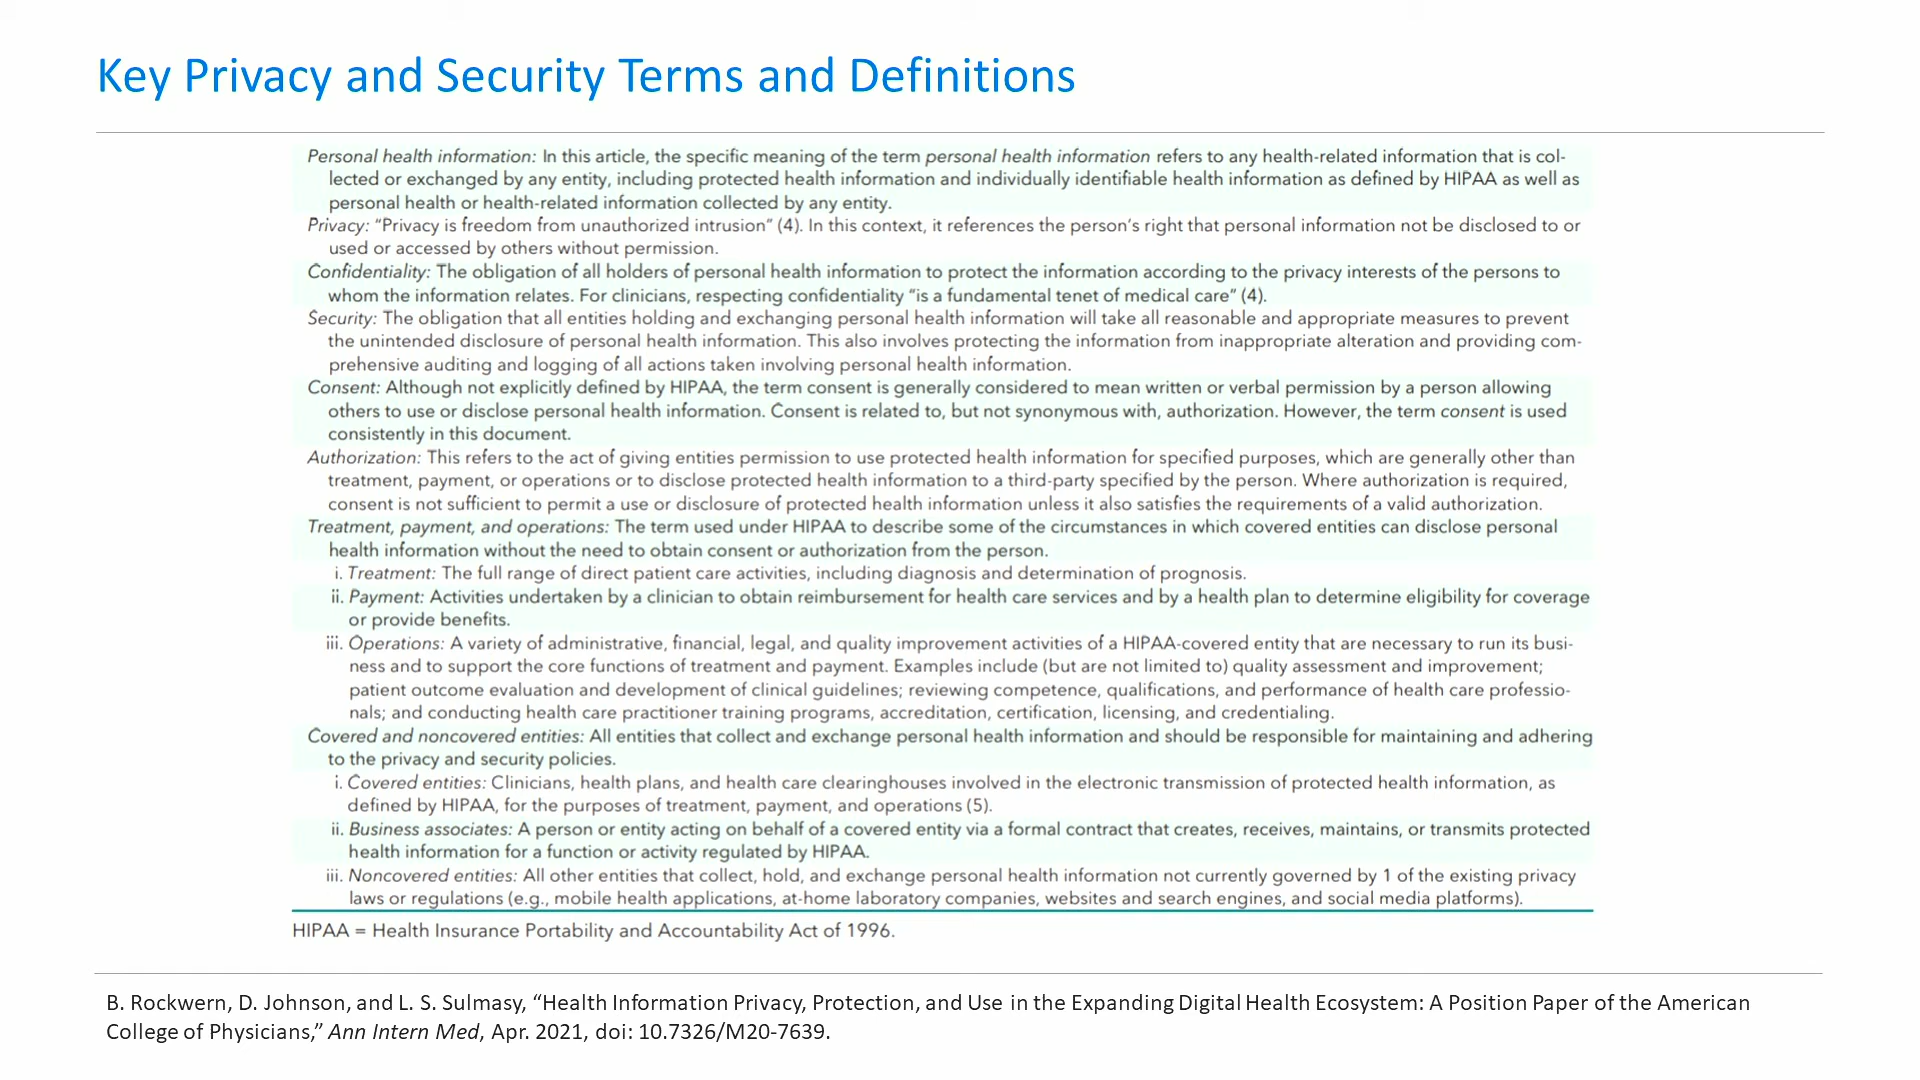 Key Privacy and Security Terms and Definitions
Personal health information: In this article, the specific meaning of the term personal health information refers to any health-related information that is col-
lected or exchanged by any entity, including protected health information and individually identifiable health information as defined by HIPAA as well as
personal health or health-related information collected by any entity.
Privacy: “Privacy is freedom from unauthorized intrusion” (4). In this context, it references the person’s right that personal information not be disclosed to or
used or accessed by others without permission.
Confidentiality: The obligation of all holders of personal health information to protect the information according to the privacy interests of the persons to
whom the information relates. For clinicians, respecting confidentiality “is a fundamental tenet of medical care” (4).
Security: The obligation that all entities holding and exchanging personal health information will take all reasonable and appropriate measures to prevent
the unintended disclosure of personal health information. This also involves protecting the information from inappropriate alteration and providing com-
prehensive auditing and logging of all actions taken involving personal health information.
Consent: Although not explicitly defined by HIPAA, the term consent is generally considered to mean written or verbal permission by a person allowing
others to use or disclose personal health information. Consent is related to, but not synonymous with, authorization. However, the term consent is used
consistently in this document.
Authorization: This refers to the act of giving entities permission to use protected health information for specified purposes, which are generally other than
treatment, payment, or operations or to disclose protected health information to a third-party specified by the person. Where authorization is required,
consent is not sufficient to permit a use or disclosure of protected health information unless it also satisfies the requirements of a valid authorization.
Treatment, payment, and operations: The term used under HIPAA to describe some of the circumstances in which covered entities can disclose personal
health information without the need to obtain consent or authorization from the person.
i. Treatment: The full range of direct patient care activities, including diagnosis and determination of prognosis.
ii. Payment: Activities undertaken by a clinician to obtain reimbursement for health care services and by a health plan to determine eligibility for coverage
or provide benefits.
iii. Operations: A variety of administrative, financial, legal, and quality improvement activities of a HIPAA-covered entity that are necessary to run its busi-
ness and to support the core functions of treatment and payment. Examples include (but are not limited to) quality assessment and improvement;
patient outcome evaluation and development of clinical guidelines; reviewing competence, qualifications, and performance of health care professio-
nals; and conducting health care practitioner training programs, accreditation, certification, licensing, and credentialing.
Covered and noncovered entities: All entities that collect and exchange personal health information and should be responsible for maintaining and adhering
to the privacy and security policies.
i. Covered entities: Clinicians, health plans, and health care clearinghouses involved in the electronic transmission of protected health information, as
defined by HIPAA, for the purposes of treatment, payment, and operations (5).
ii. Business associates: A person or entity acting on behalf of a covered entity via a formal contract that creates, receives, maintains, or transmits protected
health information for a function or activity regulated by HIPAA.
iii. Noncovered entities: All other entities that collect, hold, and exchange personal health information not currently governed by 1 of the existing privacy
laws or regulations (e.g., mobile health applications, at-home laboratory companies, websites and search engines, and social media platforms).
HIPAA = Health Insurance Portability and Accountability Act of 1996.
B. Rockwern, D. Johnson, and L. S. Sulmasy, “Health Information Privacy, Protection, and Use in the Expanding Digital Health Ecosystem: A Position Paper of the American
College of Physicians,” Ann Intern Med, Apr. 2021, doi: 10.7326/M20-7639.